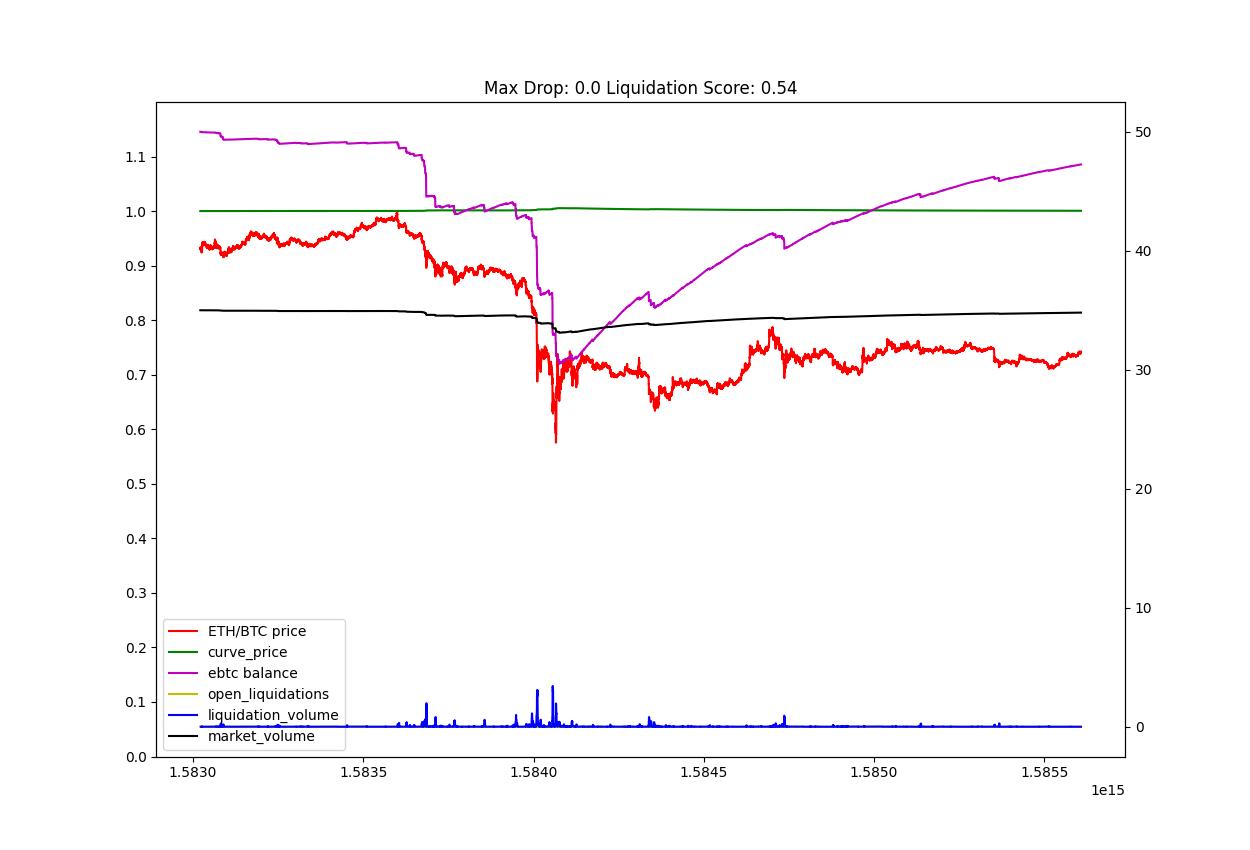 Max Drop: 0.0 Liquidation Score: 0.54
1.1
1.0
0.9
0.8
0.7
0.6
0.5
0.4
0.3
0.2
0.1
0.0
50
40
30
20
10
0
ETH/BTC price
curve_price
ebtc balance
open_liquidations
liquidation_volume
market_volume
1.5830 1.5835 1.5840 1.5845 1.5850 1.5855
1e15